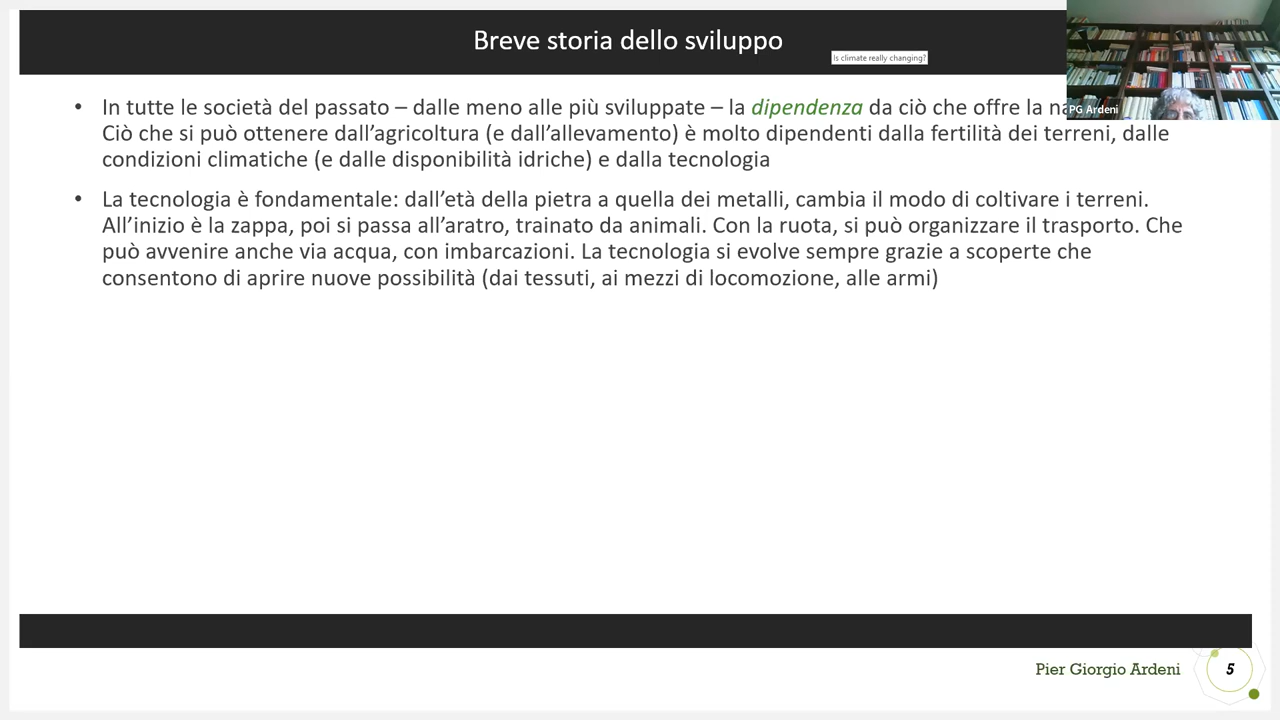 Breve storia dello sviluppo
Is climate really changing?
PG Ardeni
• In tutte le società del passato – dalle meno alle più sviluppate – la dipendenza da ciò che offre la
Ciò che si può ottenere dall’agricoltura (e dall’allevamento) è molto dipendenti dalla fertilità dei terreni, dalle
condizioni climatiche (e dalle disponibilità idriche) e dalla tecnologia
• La tecnologia è fondamentale: dall’età della pietra a quella dei metalli, cambia il modo di coltivare i terreni.
All’inizio è la zappa, poi si passa all’aratro, trainato da animali. Con la ruota, si può organizzare il trasporto. Che
può avvenire anche via acqua, con imbarcazioni. La tecnologia si evolve sempre grazie a scoperte che
consentono di aprire nuove possibilità (dai tessuti, ai mezzi di locomozione, alle armi)
Pier Giorgio Ardeni
5